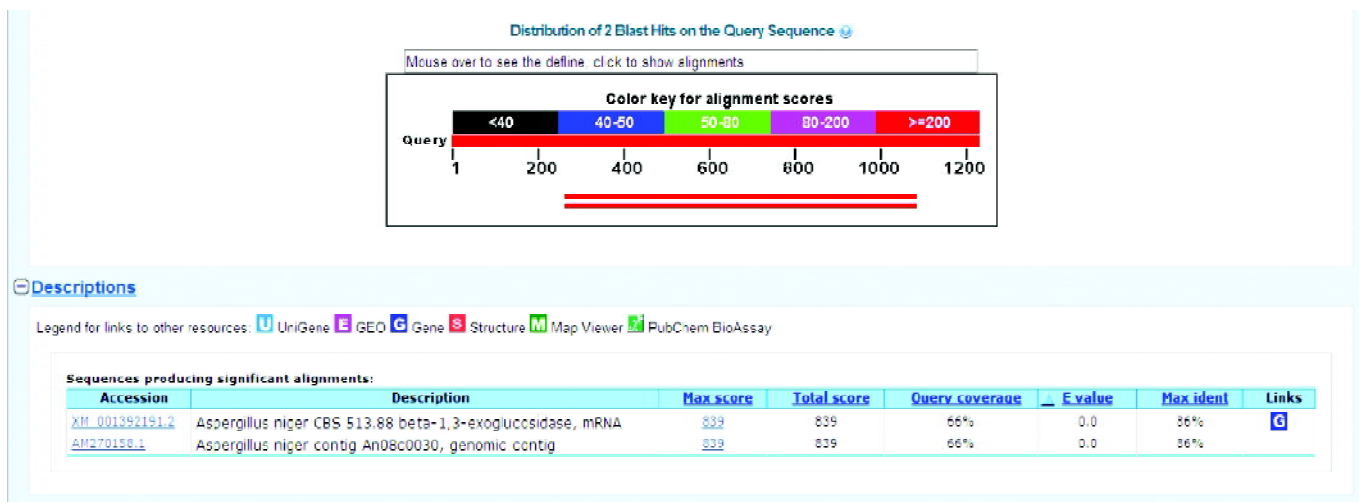 Distribution of 2 Blast Hits on the Query Sequence
Mouse over to see the defline, click to show alignments
Color key for alignment scores
<40 40-50 50-80 80-200 >=200
Query
1 200 400 600 800 1000 1200
Descriptions
Legend for links to other resources: U UniGene E GEO G Gene S Structure M Map Viewer PubChem BioAssay
Sequences producing significant alignments:
Accession Description Max score Total score Query coverage E value Max ident Links
XM_001392191.2 Aspergillus niger CBS 513.88 beta-1,3-exoglucosidase, mRNA 839 839 66% 0.0 86% G
AM270158.1 Aspergillus niger contig An08c0030, genomic contig 839 839 66% 0.0 86%